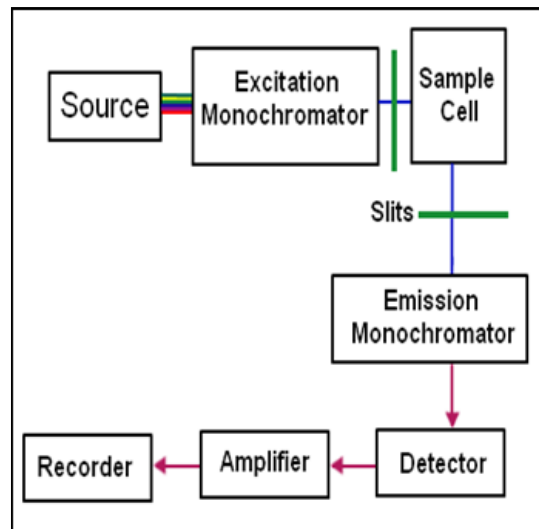 Source
Excitation
Monochromator
Sample
Cell
Slits
Emission
Monochromator
Recorder
Amplifier
Detector